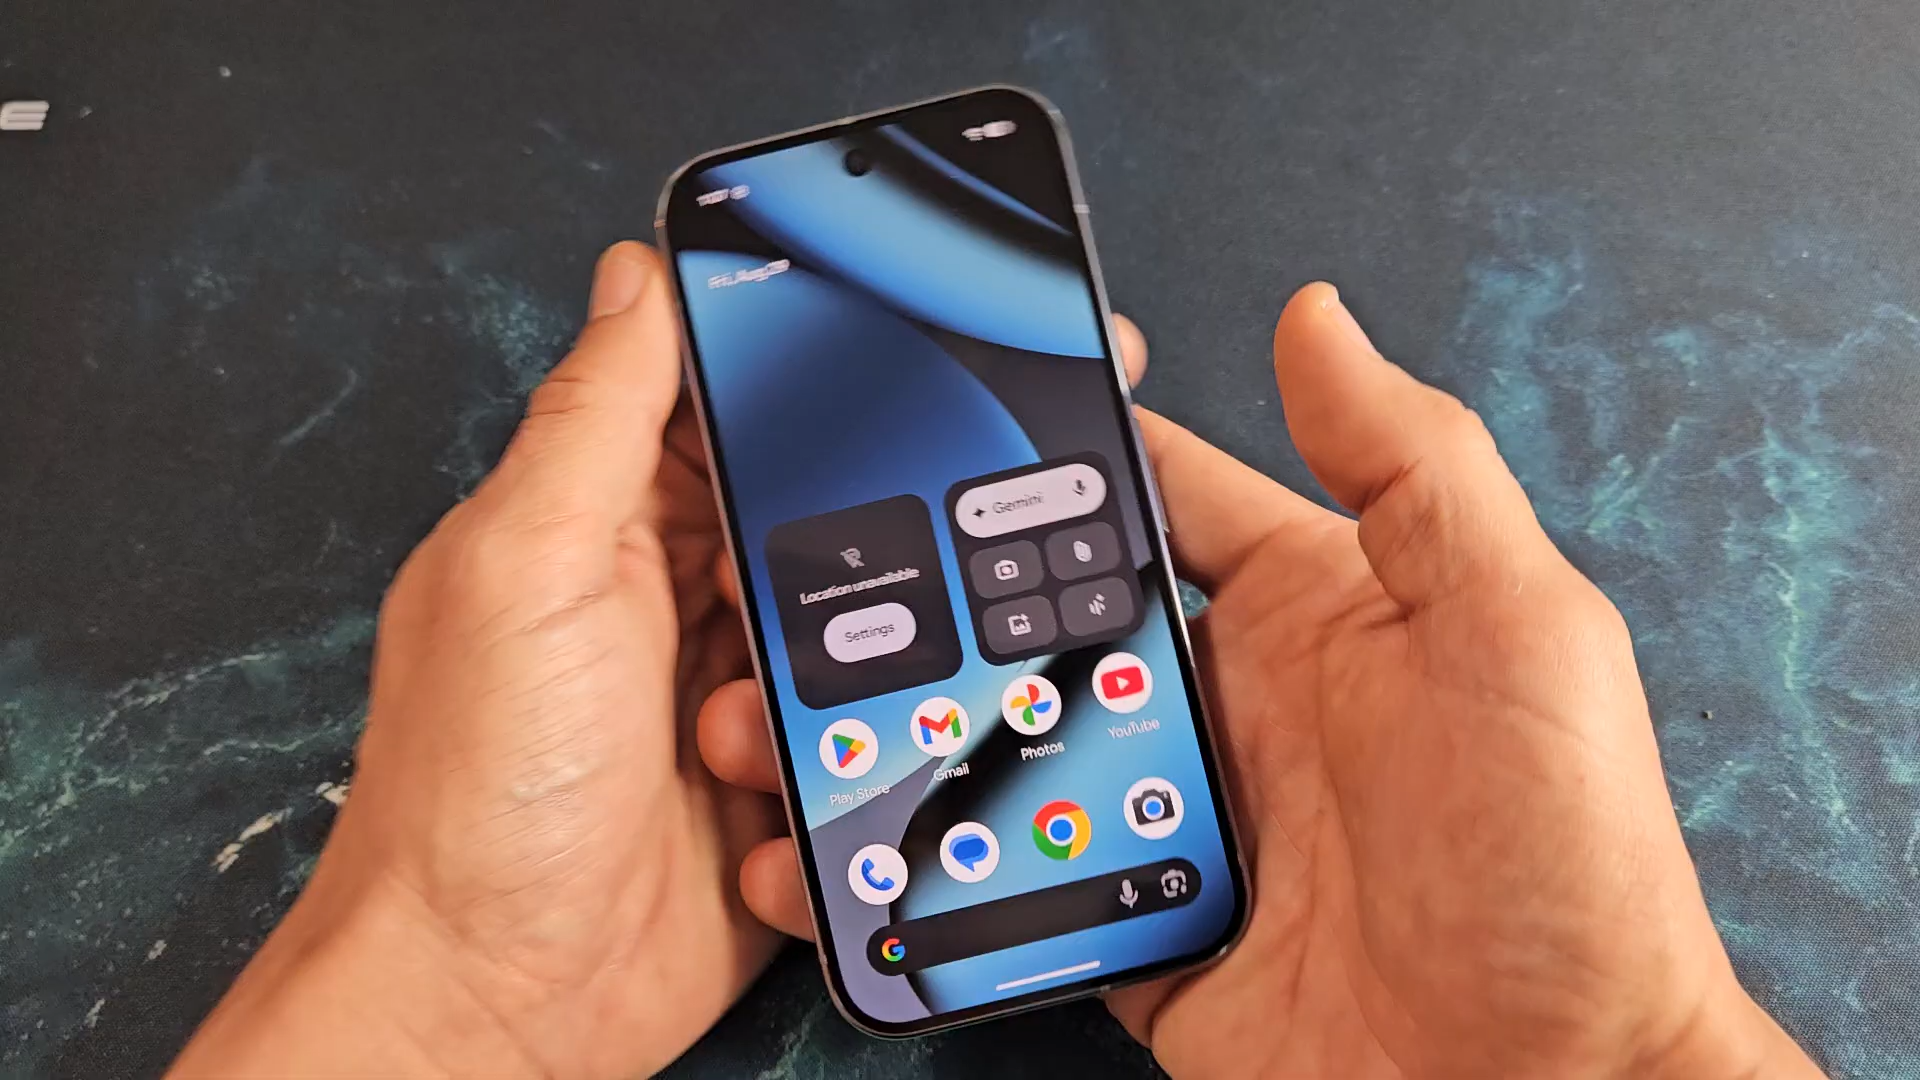 Gemini
Location unavailable
Settings
Play Store
Gmail
Photos
YouTube
G